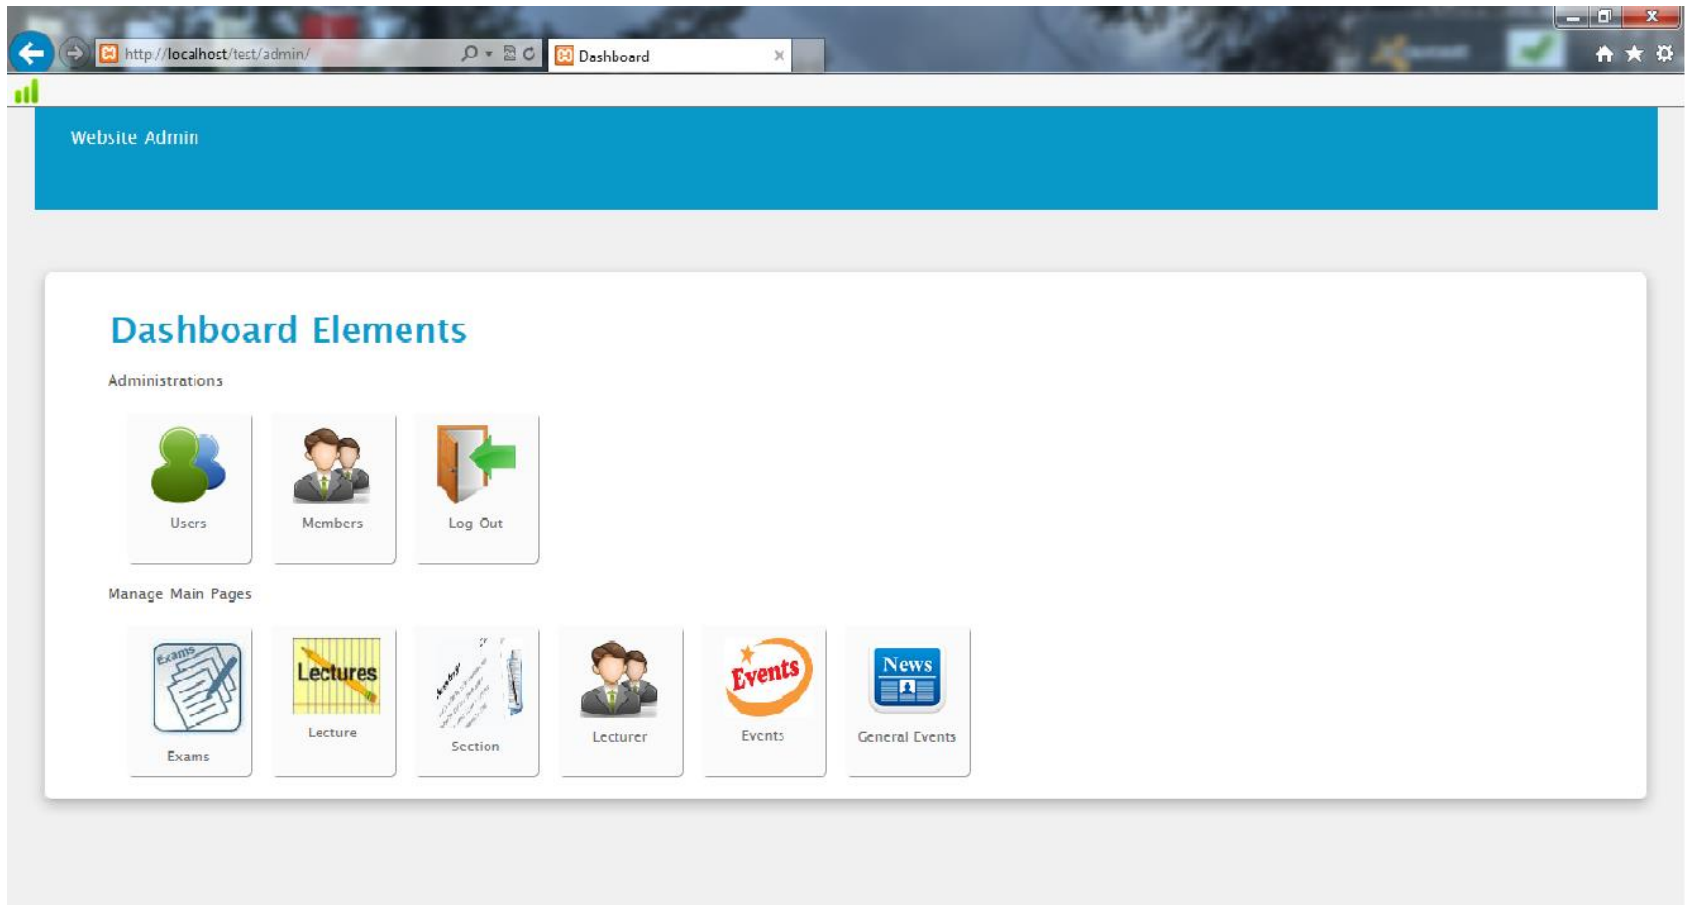 http://localhost/test/admin/
Dashboard
Website Admin
Dashboard Elements
Administrations
Users
Members
Log Out
Manage Main Pages
Exams
Lectures
Events
News
Exams
Lecture
Section
Lecturer
Events
General Events